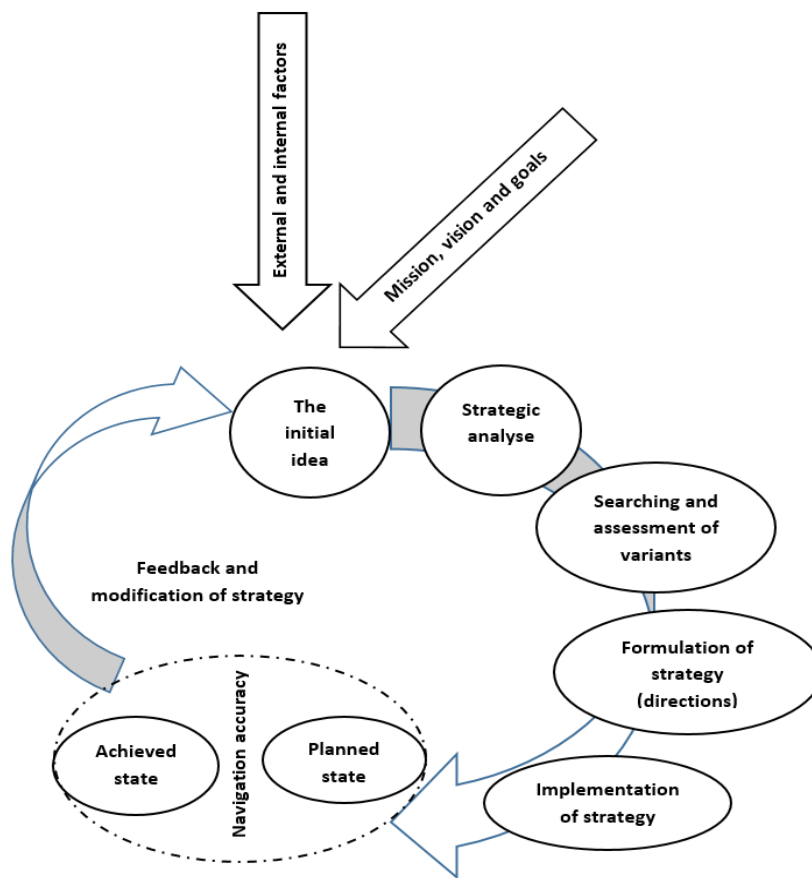 External and internal factors
Mission, vision and goals
The
initial
idea
Strategic
analyse
Searching and
assessment of
variants
Feedback and
modification of strategy
Formulation of
strategy
(directions)
Achieved
state
Navigation accuracy
Planned
state
Implementation
of strategy